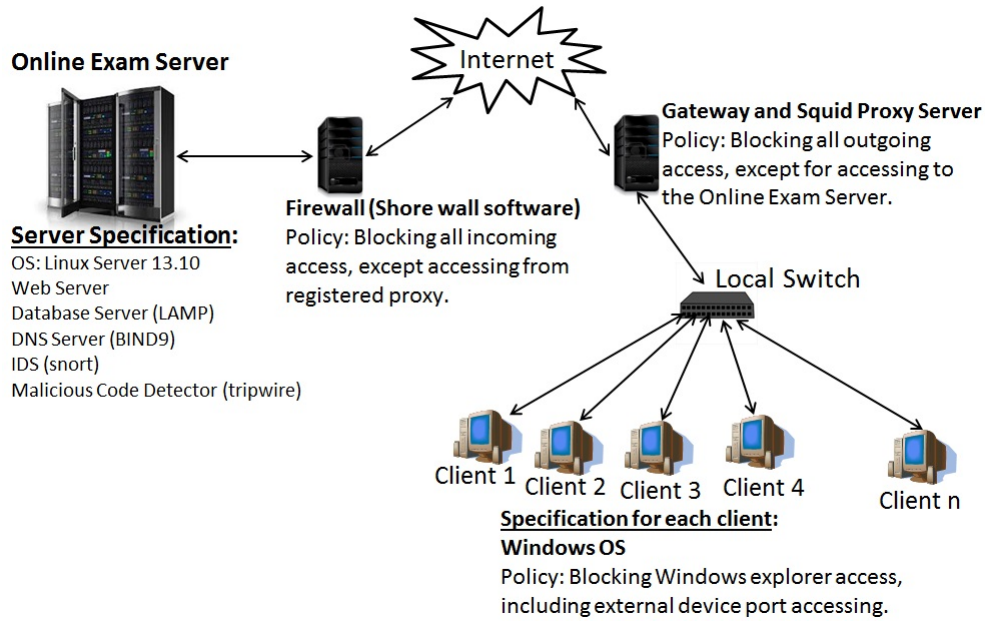 Internet
Online Exam Server
Server Specification:
OS: Linux Server 13.10
Web Server
Database Server (LAMP)
DNS Server (BIND9)
IDS (snort)
Malicious Code Detector (tripwire)
Firewall (Shore wall software)
Policy: Blocking all incoming
access, except accessing from
registered proxy.
Gateway and Squid Proxy Server
Policy: Blocking all outgoing
access, except for accessing to
the Online Exam Server.
Local Switch
Client 1
Client 2
Client 3
Client 4
Client n
Specification for each client:
Windows OS
Policy: Blocking Windows explorer access,
including external device port accessing.